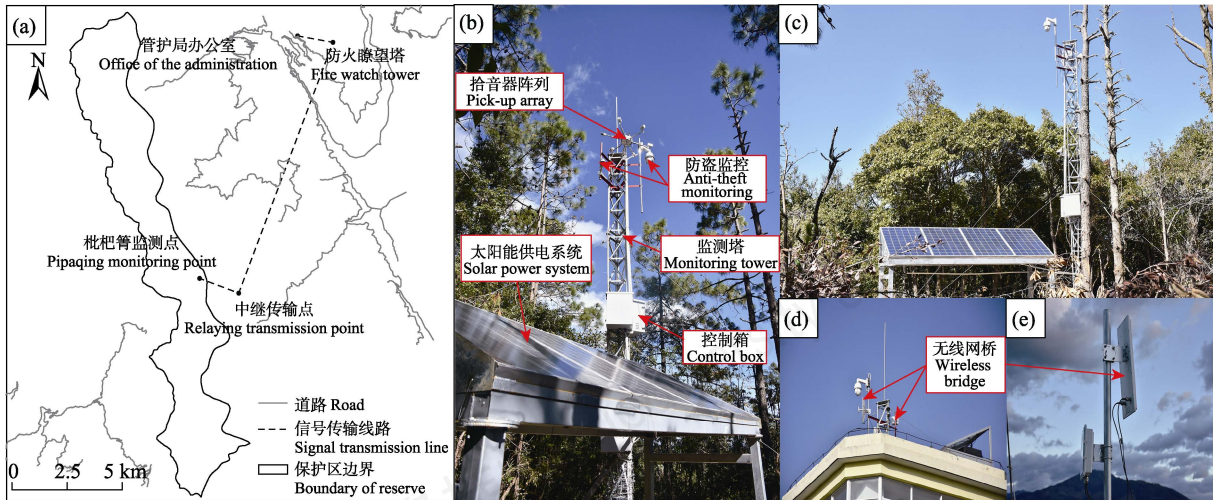 (a)
N
管护局办公室
Office of the administration
防火瞭望塔
Fire watch tower
枇杷箐监测点
Pipaqing monitoring point
中继传输点
Relaying transmission point
道路 Road
信号传输线路
Signal transmission line
保护区边界
Boundary of reserve
0 2.5 5 km
(b)
拾音器阵列
Pick-up array
防盗监控
Anti-theft
monitoring
太阳能供电系统
Solar power system
监测塔
Monitoring tower
控制箱
Control box
(c)
(d)
无线网桥
Wireless
bridge
(e)